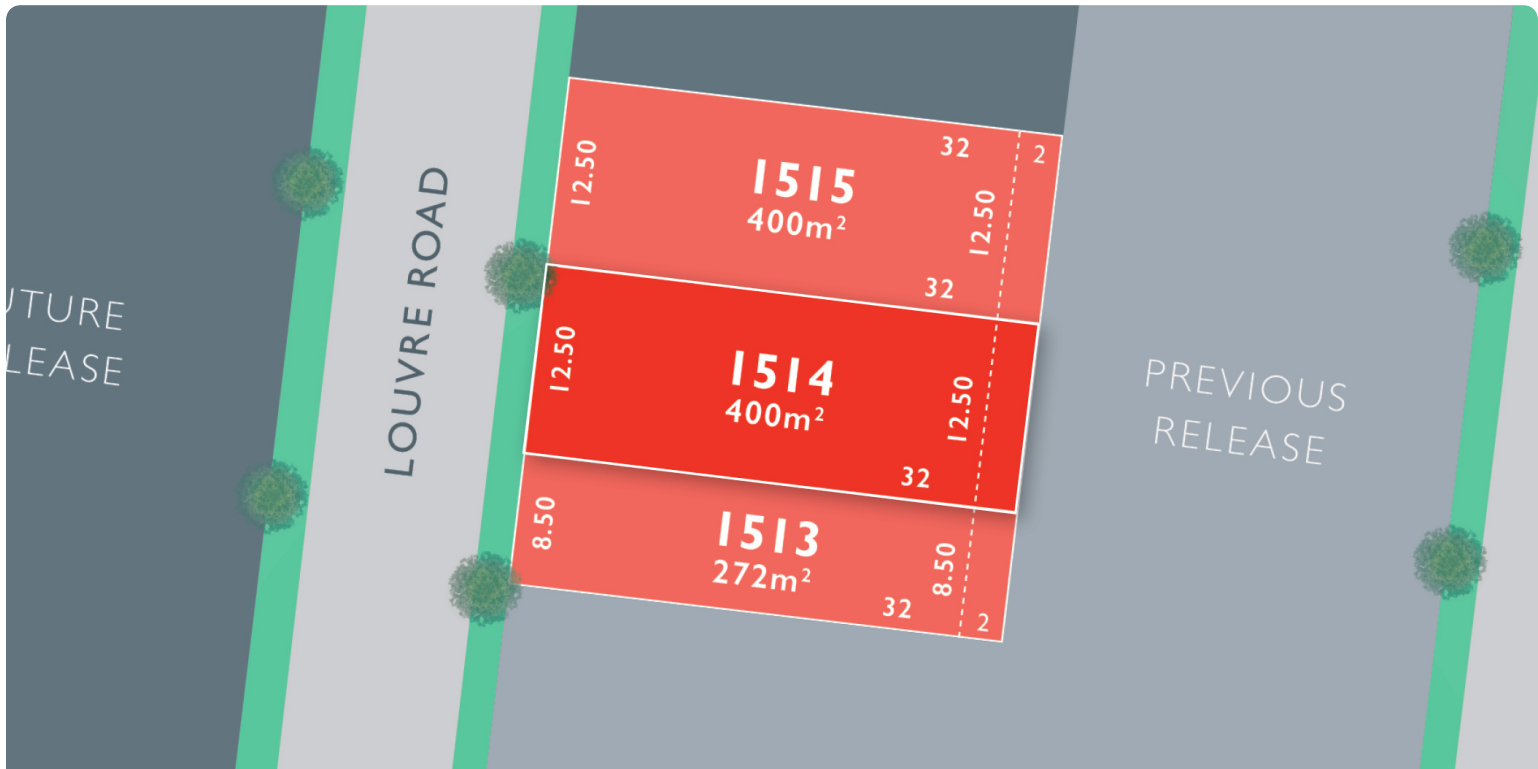 UTURE
LEASE
LOUVRE ROAD
12.50
1515
400m²
32
2
12.50
32
12.50
1514
400m²
12.50
32
8.50
1513
272m²
8.50
32
2
PREVIOUS
RELEASE